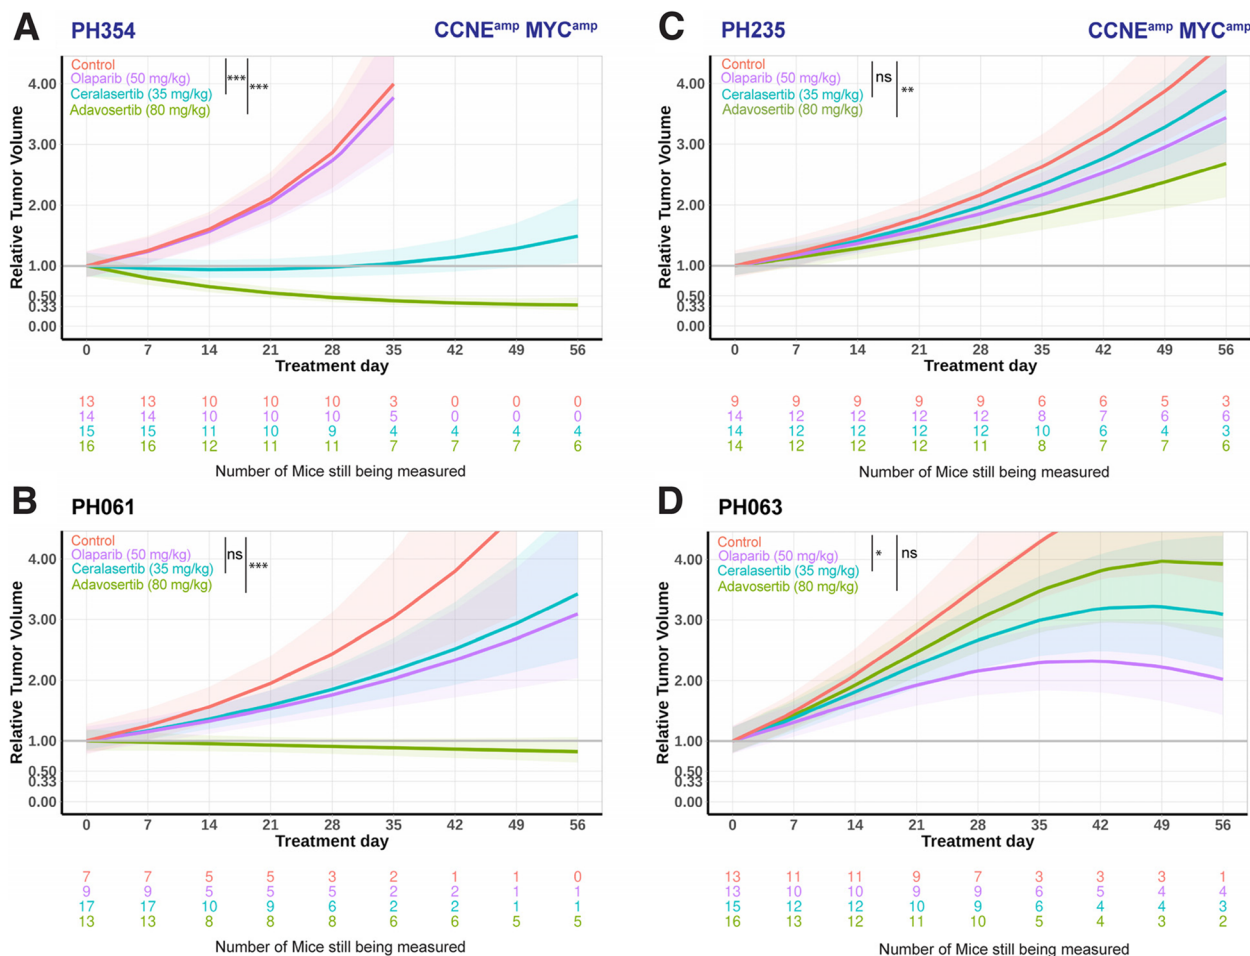 A
PH354
CCNEamp MYCamp
Control
Olaparib (50 mg/kg)
Ceralasertib (35 mg/kg)
Adavosertib (80 mg/kg)
***
***
Relative Tumor Volume
4.00
3.00
2.00
1.00
0.50
0.33
0.00
0 7 14 21 28 35 42 49 56
Treatment day
13 13 10 10 10 3 0 0 0
14 14 10 10 10 5 0 0 0
15 15 11 10 9 4 4 4 4
16 16 12 11 11 7 7 7 6
Number of Mice still being measured
B
PH061
Control
Olaparib (50 mg/kg)
Ceralasertib (35 mg/kg)
Adavosertib (80 mg/kg)
ns
***
Relative Tumor Volume
4.00
3.00
2.00
1.00
0.50
0.33
0.00
0 7 14 21 28 35 42 49 56
Treatment day
7 7 5 5 3 2 1 1 0
9 9 5 5 5 2 2 1 1
17 17 10 9 6 2 2 1 1
13 13 8 8 8 6 6 5 5
Number of Mice still being measured
C
PH235
CCNEamp MYCamp
Control
Olaparib (50 mg/kg)
Ceralasertib (35 mg/kg)
Adavosertib (80 mg/kg)
ns
**
Relative Tumor Volume
4.00
3.00
2.00
1.00
0.50
0.33
0.00
0 7 14 21 28 35 42 49 56
Treatment day
9 9 9 9 9 6 6 5 3
14 12 12 12 12 8 7 6 6
14 12 12 12 12 10 6 4 3
14 12 12 12 11 8 7 7 6
Number of Mice still being measured
D
PH063
Control
Olaparib (50 mg/kg)
Ceralasertib (35 mg/kg)
Adavosertib (80 mg/kg)
*
ns
Relative Tumor Volume
4.00
3.00
2.00
1.00
0.50
0.33
0.00
0 7 14 21 28 35 42 49 56
Treatment day
13 11 11 9 7 3 3 3 1
13 10 10 9 9 6 5 4 4
15 12 12 10 9 6 4 4 3
16 13 12 11 10 5 4 3 2
Number of Mice still being measured